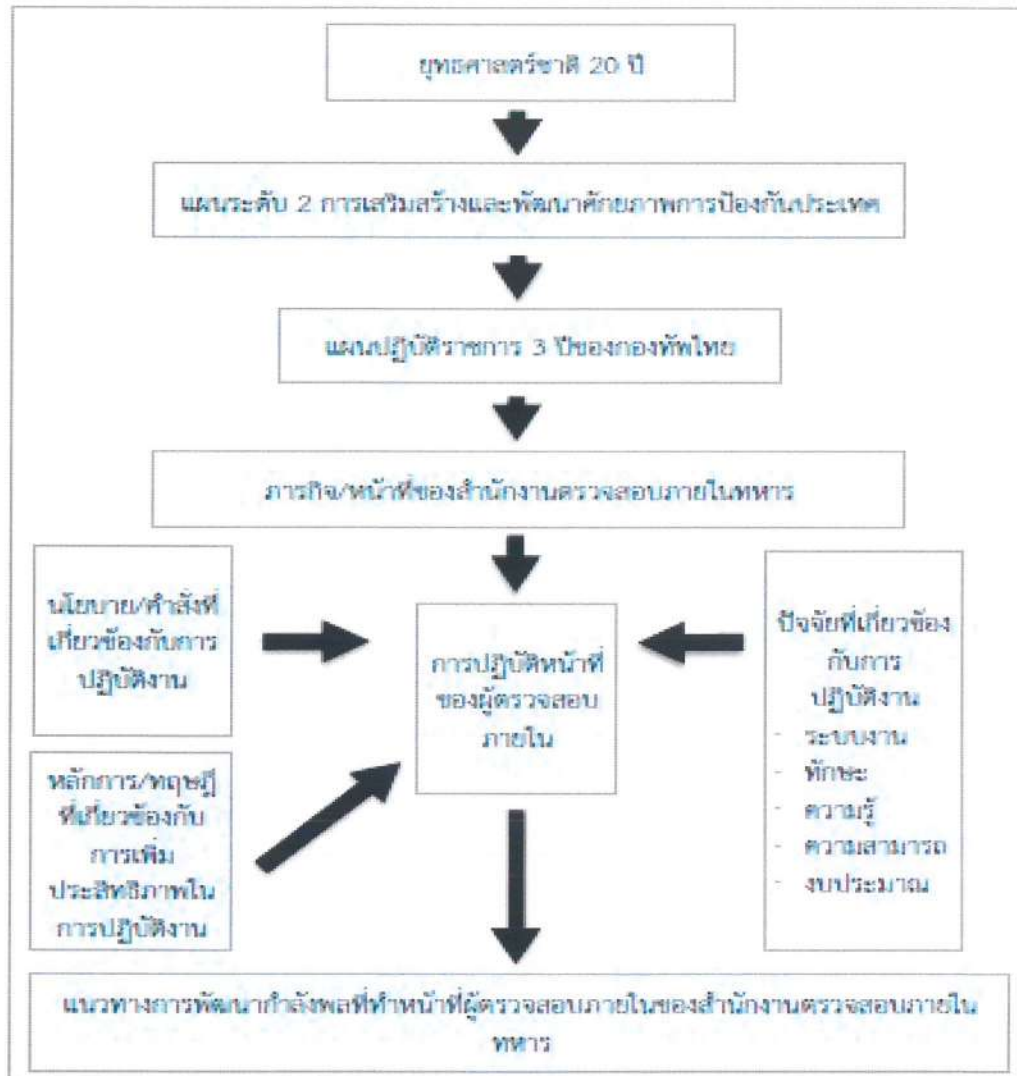 ยุทธศาสตร์ชาติ 20 ปี
แผนระดับ 2 การเสริมสร้างและพัฒนาศักยภาพการป้องกันประเทศ
แผนปฏิบัติราชการ 3 ปีของกองทัพไทย
ภารกิจ/หน้าที่ของสำนักงานตรวจสอบภายในทหาร
นโยบาย/คำสั่งที่
เกี่ยวข้องกับการ
ปฏิบัติงาน
หลักการ/ทฤษฎี
ที่เกี่ยวข้องกับ
การเพิ่ม
ประสิทธิภาพใน
การปฏิบัติงาน
การปฏิบัติหน้าที่
ของผู้ตรวจสอบ
ภายใน
ปัจจัยที่เกี่ยวข้อง
กับการ
ปฏิบัติงาน
- ระบบงาน
- ทักษะ
- ความรู้
- ความสามารถ
- งบประมาณ
แนวทางการพัฒนากำลังพลที่ทำหน้าที่ผู้ตรวจสอบภายในของสำนักงานตรวจสอบภายใน
ทหาร